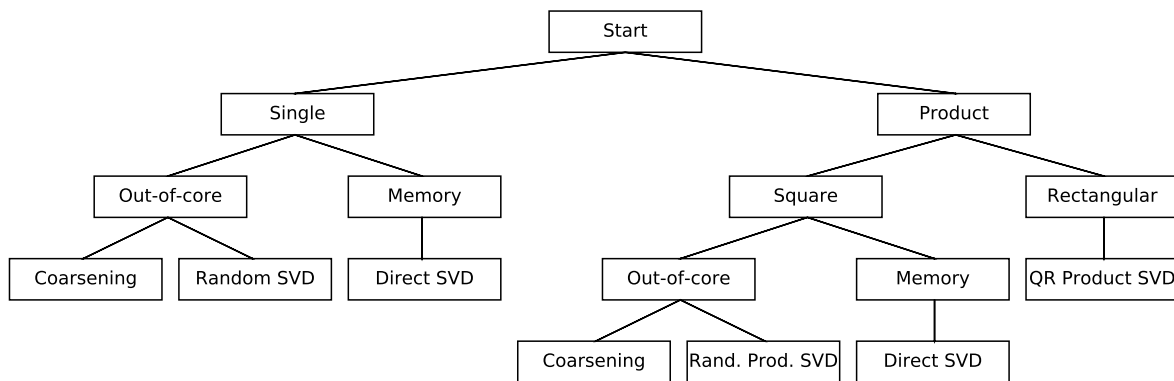 Start
Single
Product
Out-of-core
Memory
Square
Rectangular
Coarsening
Random SVD
Direct SVD
Out-of-core
Memory
QR Product SVD
Coarsening
Rand. Prod. SVD
Direct SVD